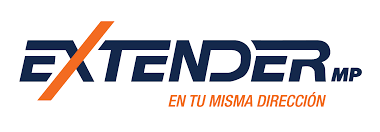 EXTENDER MP
EN TU MISMA DIRECCIÓN